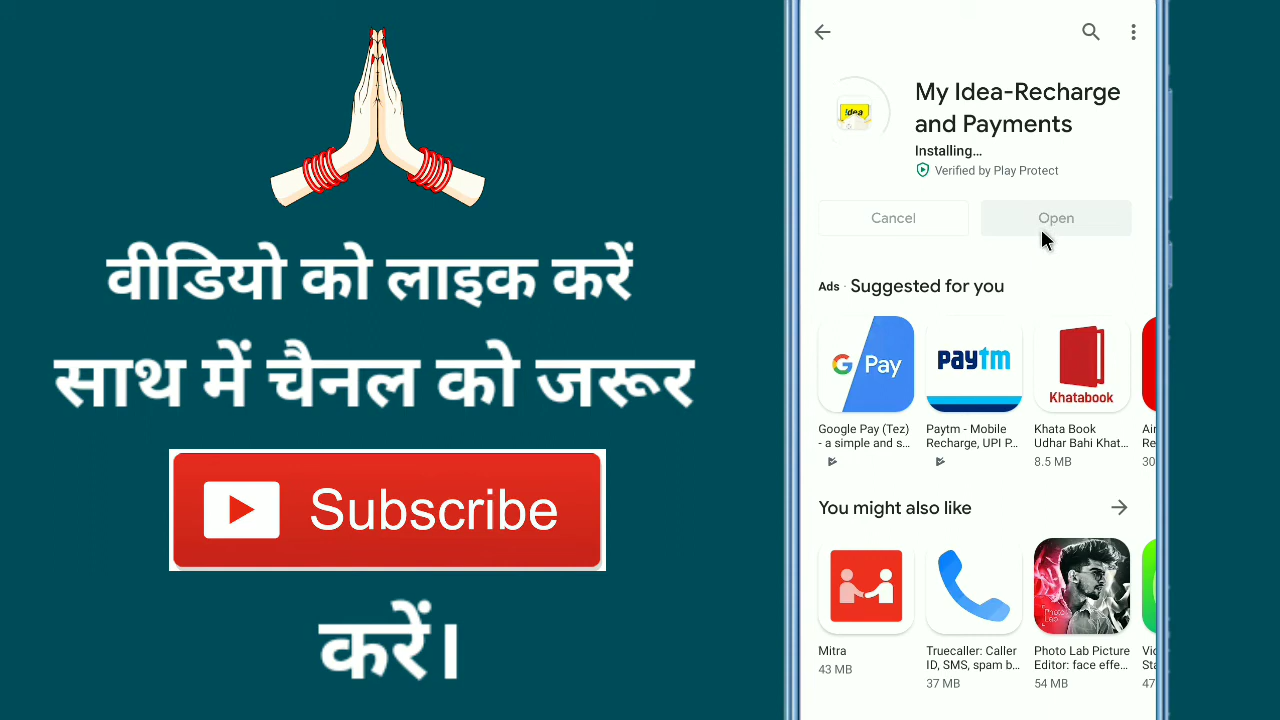 वीडियो को लाइक करें
साथ में चैनल को जरूर
Subscribe
करें।
My Idea-Recharge
and Payments
Installing...
Verified by Play Protect
Cancel
Open
Ads · Suggested for you
G Pay
paytm
Khatabook
Google Pay (Tez)
- a simple and s...
Paytm - Mobile
Recharge, UPI P...
Khata Book
Udhar Bahi Khat...
8.5 MB
30
You might also like
Mitra
43 MB
Truecaller: Caller
ID, SMS, spam b...
37 MB
Photo Lab Picture
Editor: face effe...
54 MB
47